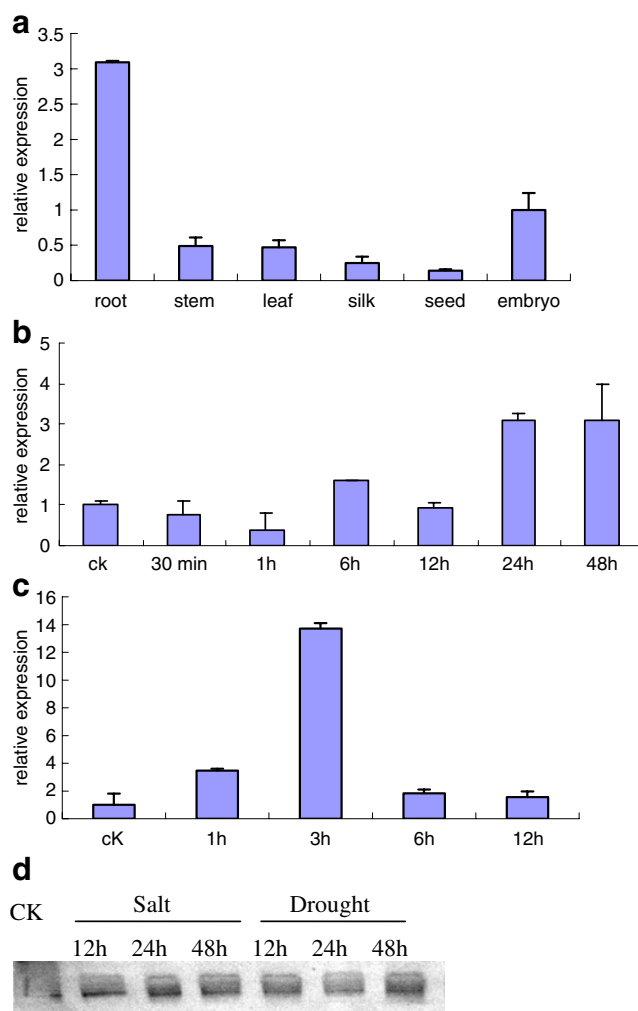 a
relative expression
3.5
3
2.5
2
1.5
1
0.5
0
root stem leaf silk seed embryo
b
relative expression
5
4
3
2
1
0
ck 30 min 1h 6h 12h 24h 48h
c
relative expression
16
14
12
10
8
6
4
2
0
cK 1h 3h 6h 12h
d
CK Salt Drought
12h 24h 48h 12h 24h 48h